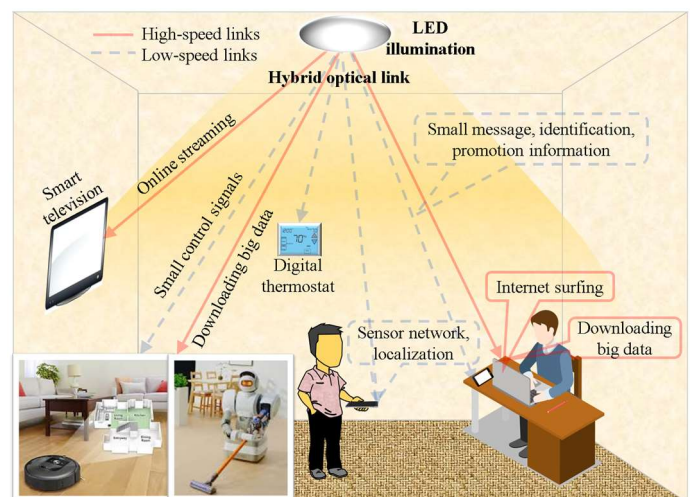 High-speed links
Low-speed links
LED
illumination
Hybrid optical link
Small message, identification,
promotion information
Online streaming
Smart
television
Small control signals
Downloading big data
70°
Digital
thermostat
Internet surfing
Downloading
big data
Sensor network,
localization